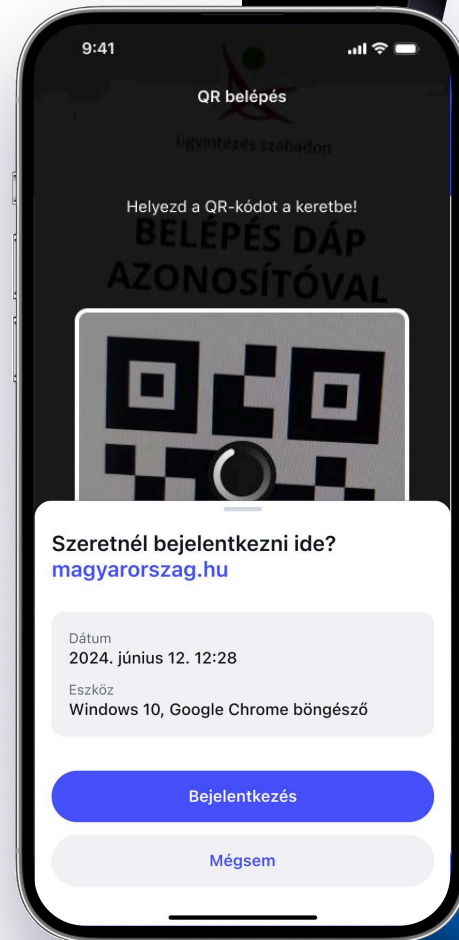 9:41
QR belépés
ügyintézés szabadon
Helyezd a QR-kódot a keretbe!
BELÉPÉS DÁP
AZONOSÍTÓVAL
Szeretnél bejelentkezni ide?
magyarorszag.hu
Dátum
2024. június 12. 12:28
Eszköz
Windows 10, Google Chrome böngésző
Bejelentkezés
Mégsem